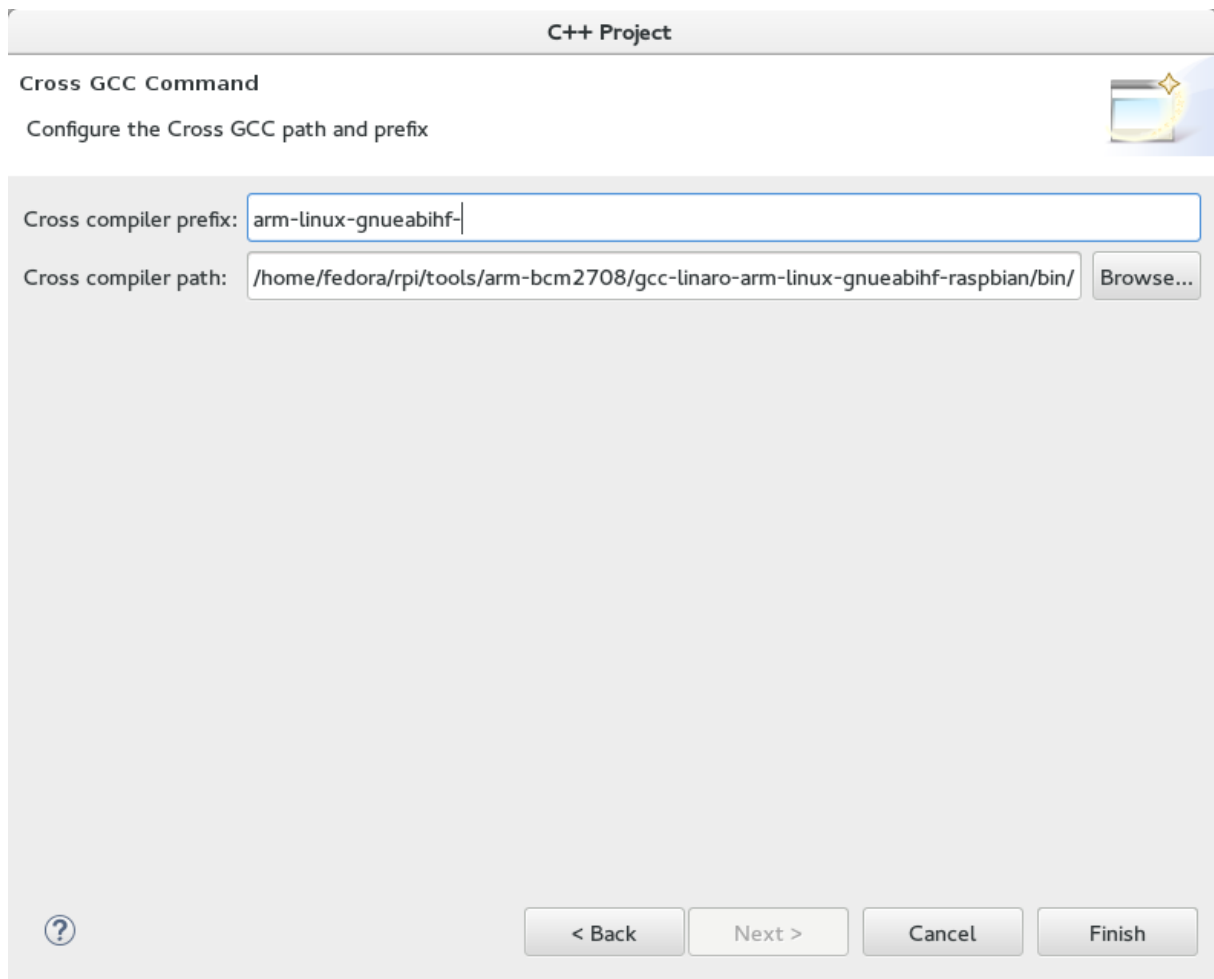 C++ Project
Cross GCC Command
Configure the Cross GCC path and prefix
Cross compiler prefix: arm-linux-gnueabihf-
Cross compiler path: /home/fedora/rpi/tools/arm-bcm2708/gcc-linaro-arm-linux-gnueabihf-raspbian/bin/ Browse...
? < Back Next > Cancel Finish